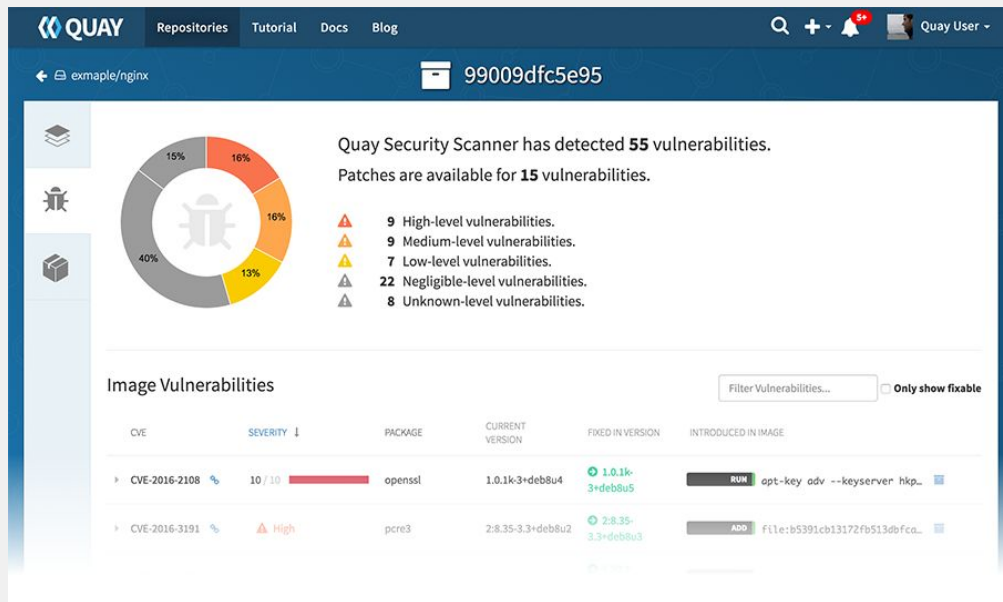 QUAY Repositories Tutorial Docs Blog 5+ Quay User
exmaple/nginx 99009dfc5e95
15% 16% 16% 13% 40%
Quay Security Scanner has detected 55 vulnerabilities.
Patches are available for 15 vulnerabilities.
9 High-level vulnerabilities.
9 Medium-level vulnerabilities.
7 Low-level vulnerabilities.
22 Negligible-level vulnerabilities.
8 Unknown-level vulnerabilities.
Image Vulnerabilities Filter Vulnerabilities... Only show fixable
CVE SEVERITY ↓ PACKAGE CURRENT VERSION FIXED IN VERSION INTRODUCED IN IMAGE
CVE-2016-2108 10 / 10 openssl 1.0.1k-3+deb8u4 1.0.1k-3+deb8u5 RUN apt-key adv --keyserver hkp…
CVE-2016-3191 High pcre3 2:8.35-3.3+deb8u2 2:8.35-3.3+deb8u3 ADD file:b5391cb13172fb513dbfca…